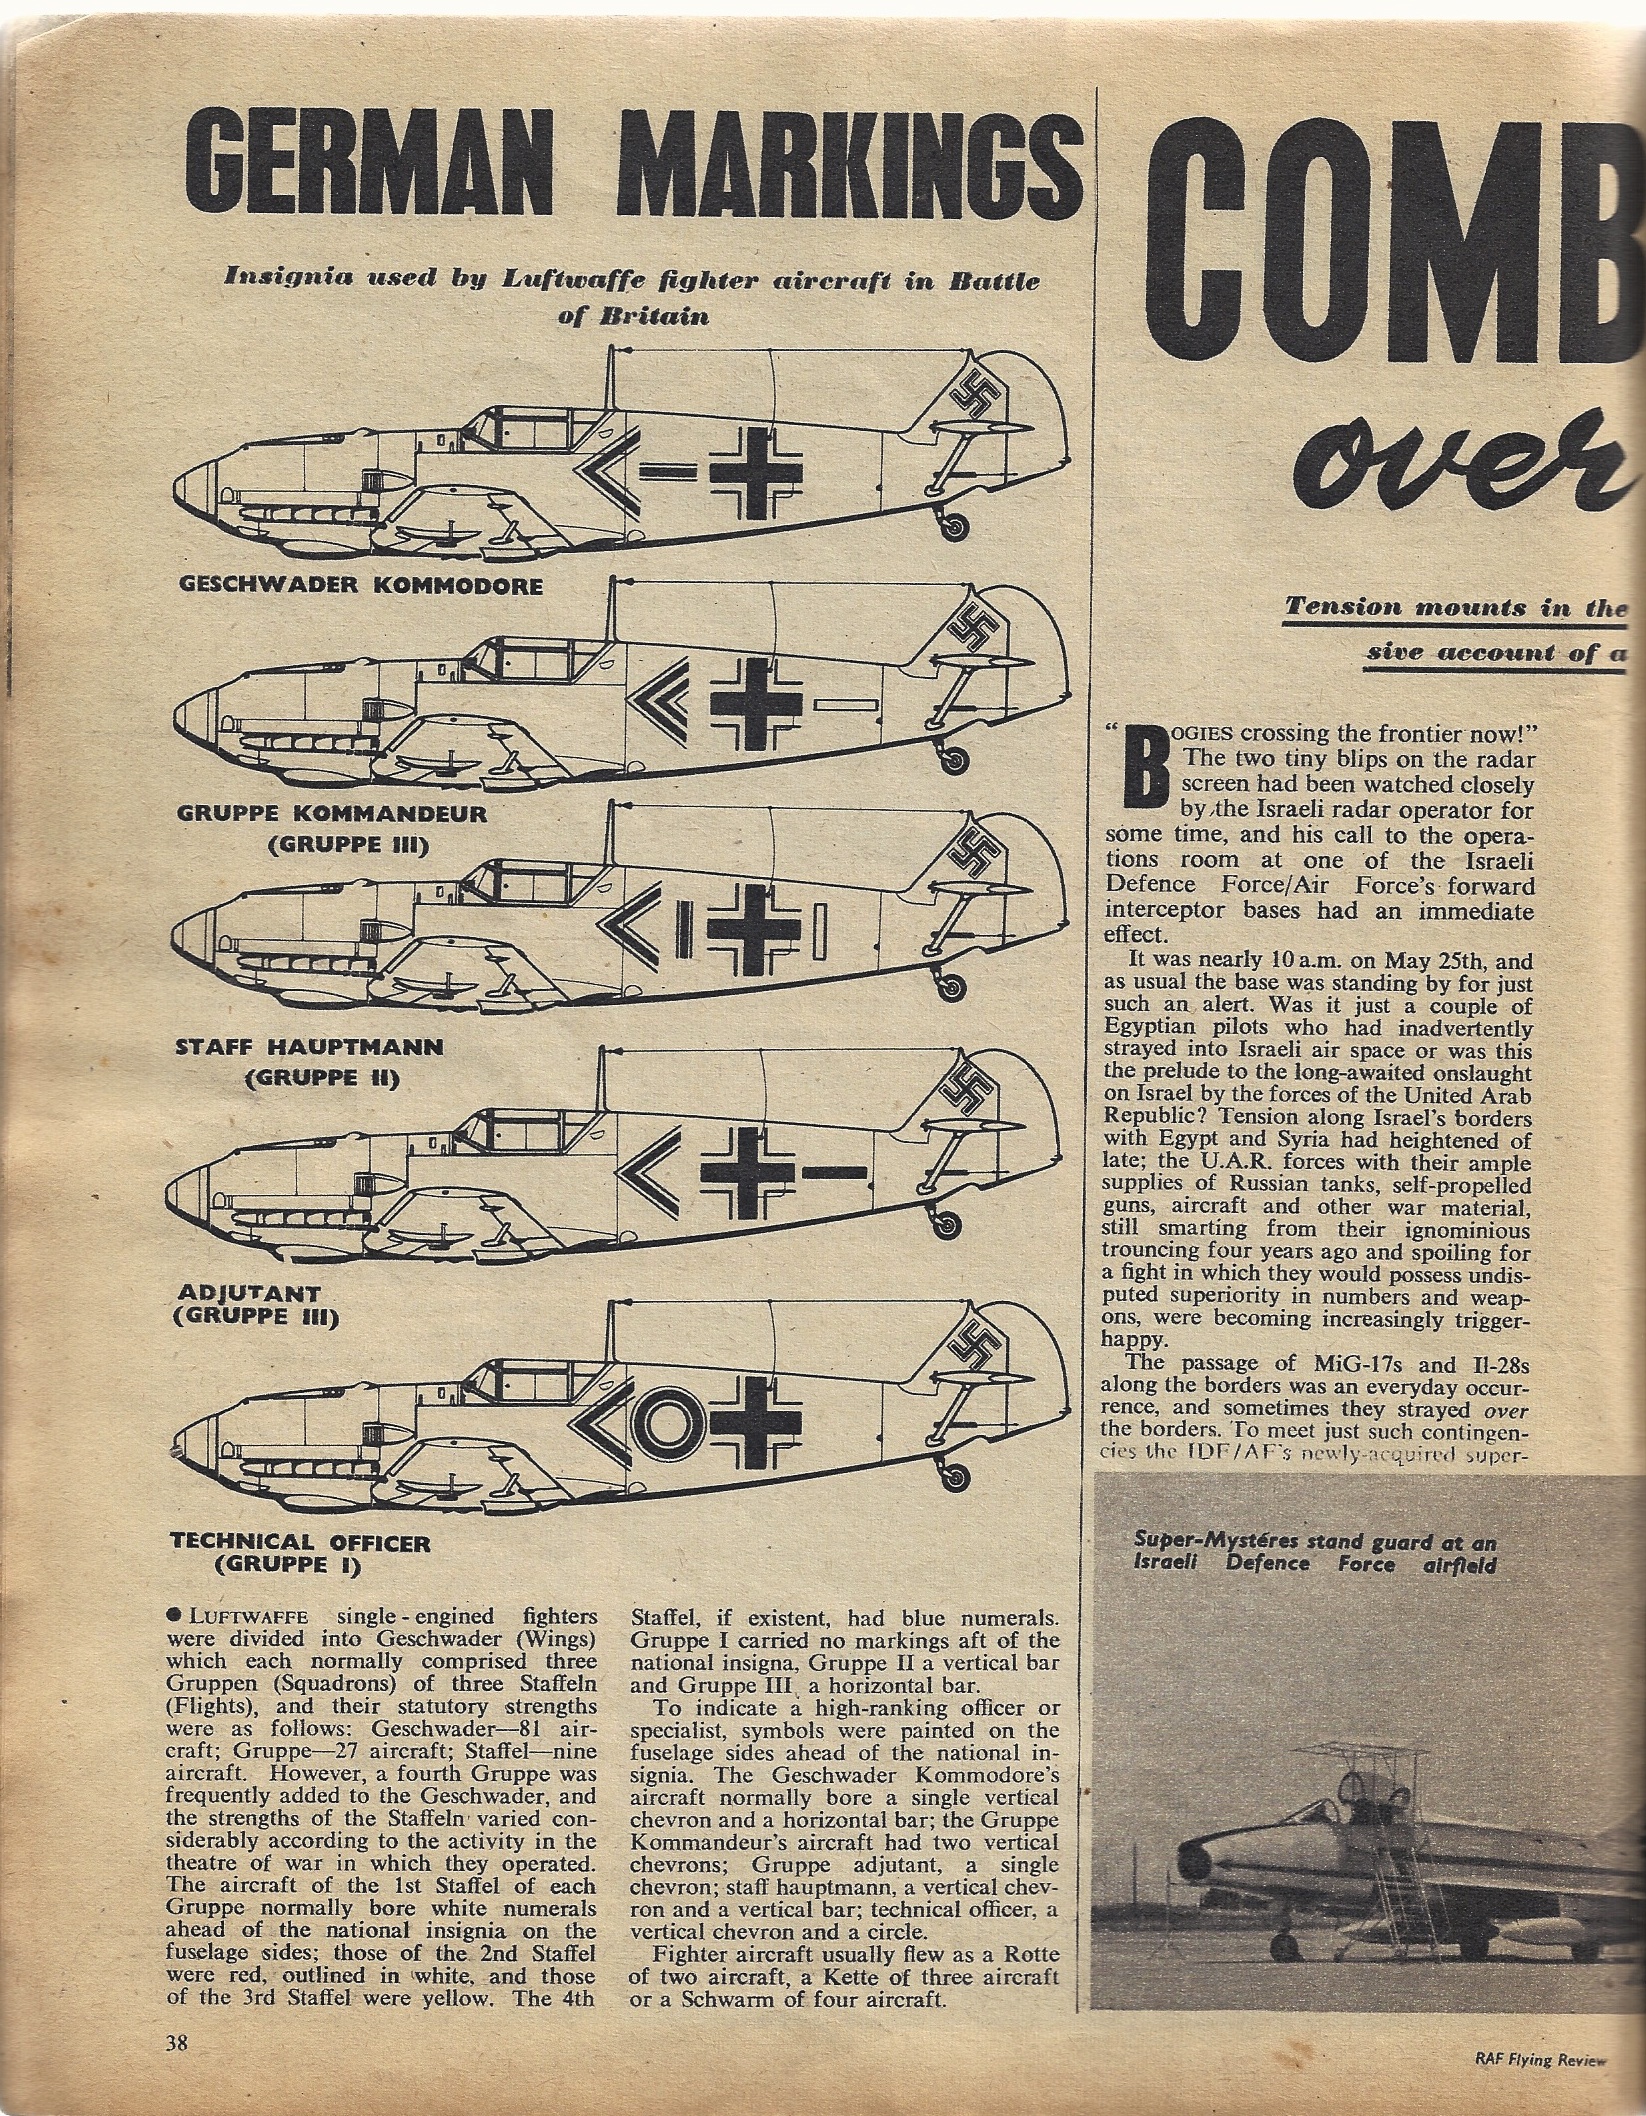 GERMAN MARKINGS
Insignia used by Luftwaffe fighter aircraft in Battle
of Britain
GESCHWADER KOMMODORE
GRUPPE KOMMANDEUR
(GRUPPE III)
STAFF HAUPTMANN
(GRUPPE II)
ADJUTANT
(GRUPPE III)
TECHNICAL OFFICER
(GRUPPE I)
● LUFTWAFFE single-engined fighters
were divided into Geschwader (Wings)
which each normally comprised three
Gruppen (Squadrons) of three Staffeln
(Flights), and their statutory strengths
were as follows: Geschwader—81 air-
craft; Gruppe—27 aircraft; Staffel—nine
aircraft. However, a fourth Gruppe was
frequently added to the Geschwader, and
the strengths of the Staffeln varied con-
siderably according to the activity in the
theatre of war in which they operated.
The aircraft of the 1st Staffel of each
Gruppe normally bore white numerals
ahead of the national insignia on the
fuselage sides; those of the 2nd Staffel
were red, outlined in white, and those
of the 3rd Staffel were yellow. The 4th
Staffel, if existent, had blue numerals.
Gruppe I carried no markings aft of the
national insigna, Gruppe II a vertical bar
and Gruppe III a horizontal bar.
To indicate a high-ranking officer or
specialist, symbols were painted on the
fuselage sides ahead of the national in-
signia. The Geschwader Kommodore's
aircraft normally bore a single vertical
chevron and a horizontal bar; the Gruppe
Kommandeur's aircraft had two vertical
chevrons; Gruppe adjutant, a single
chevron; staff hauptmann, a vertical chev-
ron and a vertical bar; technical officer, a
vertical chevron and a circle.
Fighter aircraft usually flew as a Rotte
of two aircraft, a Kette of three aircraft
or a Schwarm of four aircraft.
38
COMB
over
Tension mounts in the
sive account of a
"BOGIES crossing the frontier now!"
The two tiny blips on the radar
screen had been watched closely
by the Israeli radar operator for
some time, and his call to the opera-
tions room at one of the Israeli
Defence Force/Air Force's forward
interceptor bases had an immediate
effect.
It was nearly 10 a.m. on May 25th, and
as usual the base was standing by for just
such an alert. Was it just a couple of
Egyptian pilots who had inadvertently
strayed into Israeli air space or was this
the prelude to the long-awaited onslaught
on Israel by the forces of the United Arab
Republic? Tension along Israel's borders
with Egypt and Syria had heightened of
late; the U.A.R. forces with their ample
supplies of Russian tanks, self-propelled
guns, aircraft and other war material,
still smarting from their ignominious
trouncing four years ago and spoiling for
a fight in which they would possess undis-
puted superiority in numbers and weap-
ons, were becoming increasingly trigger-
happy.
The passage of MiG-17s and Il-28s
along the borders was an everyday occur-
rence, and sometimes they strayed over
the borders. To meet just such contingen-
cies the IDF/AF's newly-acquired super-
Super-Mystéres stand guard at an
Israeli Defence Force airfield
RAF Flying Review